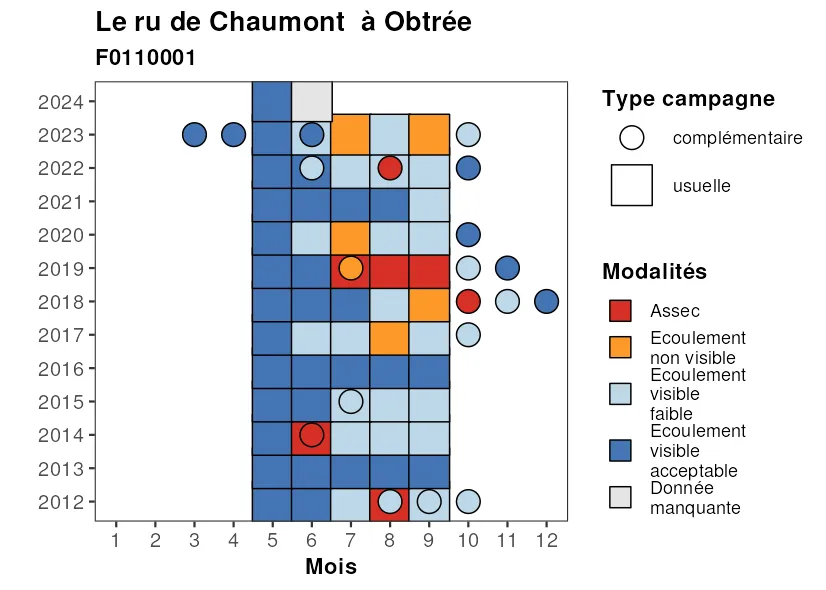 Le ru de Chaumont  à Obtrée
F0110001
2024
2023
2022
2021
2020
2019
2018
2017
2016
2015
2014
2013
2012
1 2 3 4 5 6 7 8 9 10 11 12
Mois
Type campagne
complémentaire
usuelle
Modalités
Assec
Ecoulement
non visible
Ecoulement
visible
faible
Ecoulement
visible
acceptable
Donnée
manquante